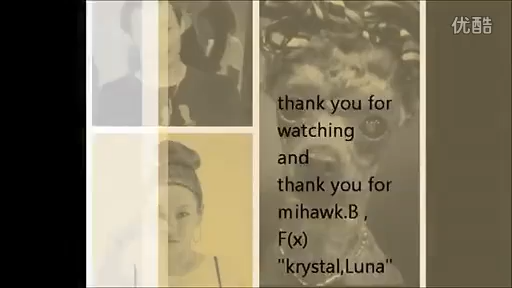 优酷
thank you for
watching
and
thank you for
mihawk.B ,
F(x)
"krystal,Luna"